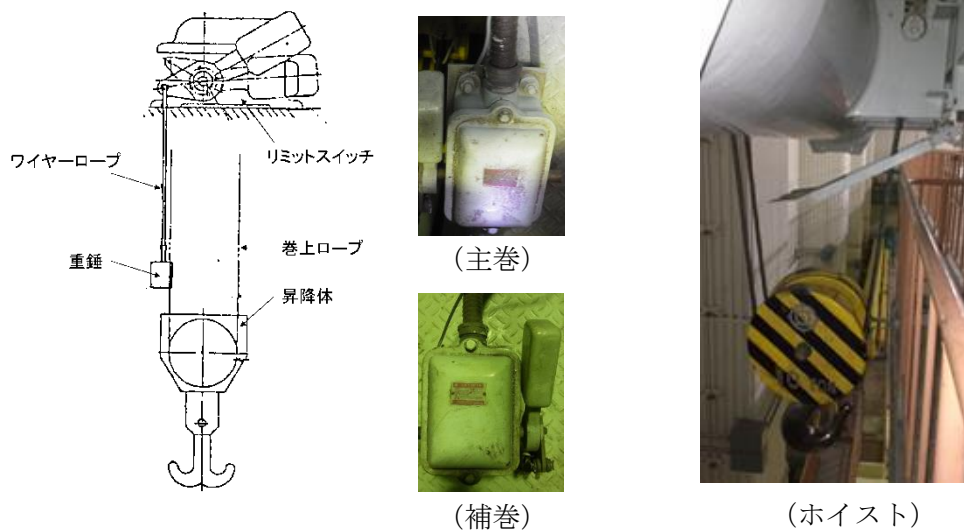 ワイヤーロープ
リミットスイッチ
重錘
巻上ロープ
昇降体
(主巻)
(補巻)
(ホイスト)